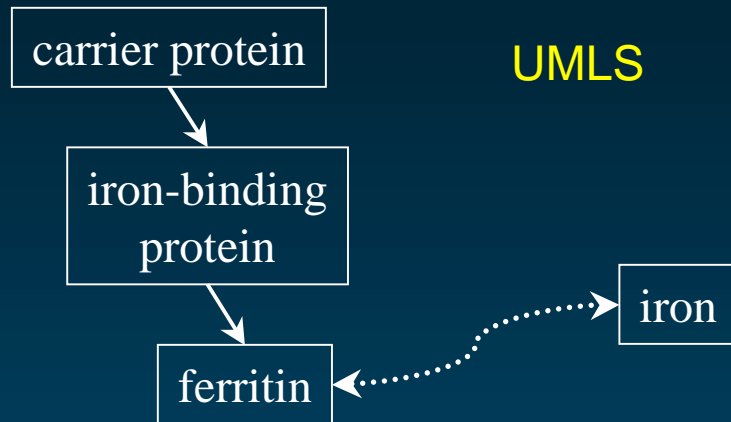 carrier protein
UMLS
iron-binding
protein
iron
ferritin